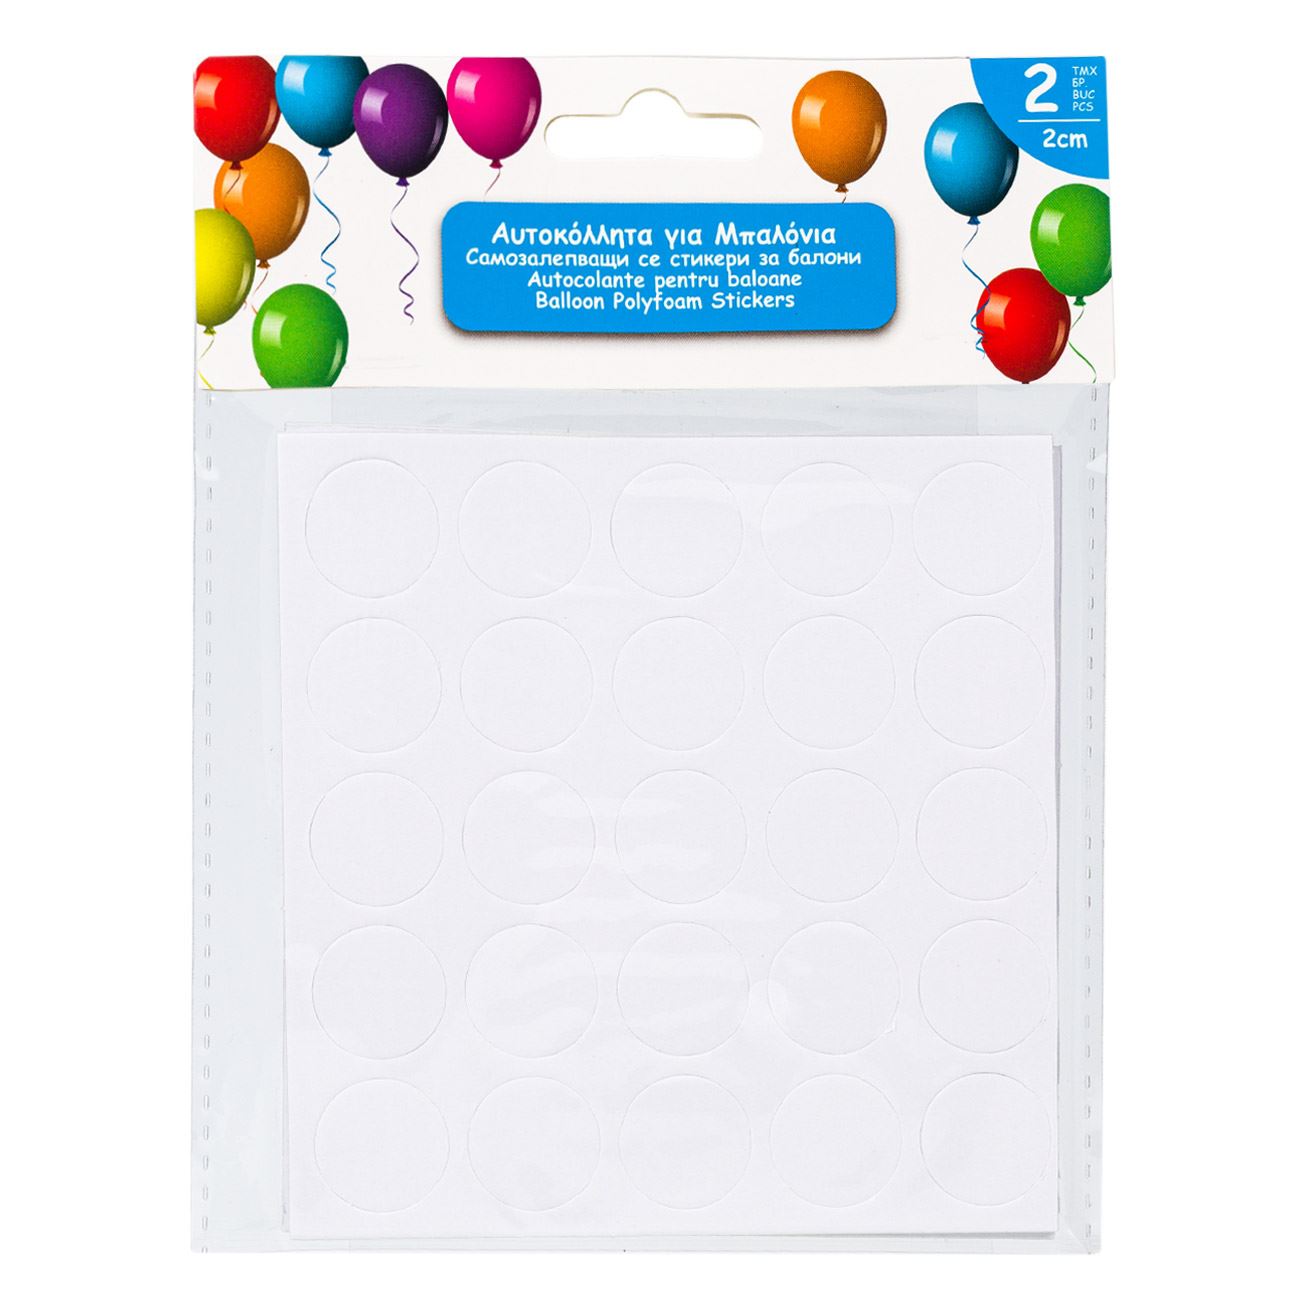 2
ΤΜΧ
БР.
BUC
PCS
2cm
Αυτοκόλλητα για Μπαλόνια
Самозалепващи се стикери за балони
Autocolante pentru baloane
Balloon Polyfoam Stickers